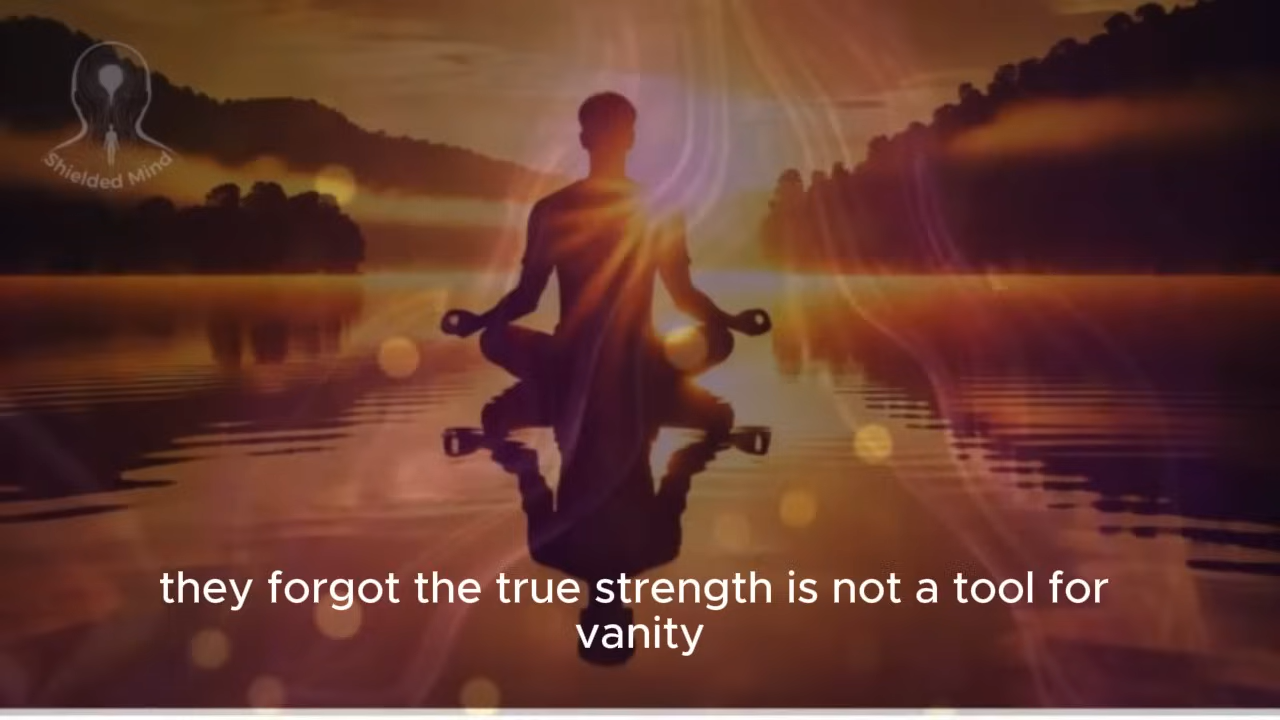 Shielded Mind
they forgot the true strength is not a tool for
vanity